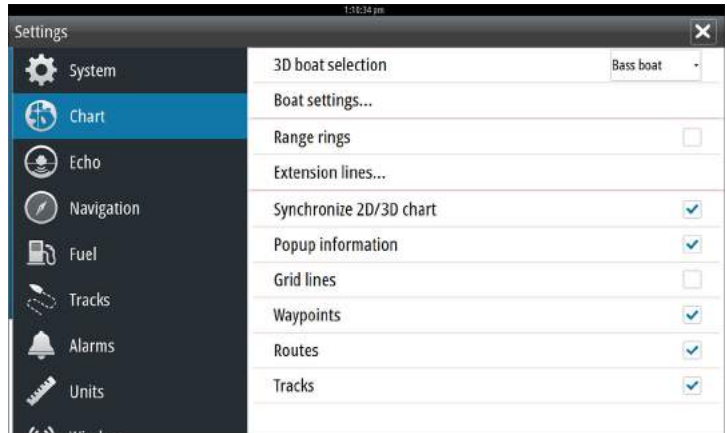 1:10:34 pm
Settings
System
Chart
Echo
Navigation
Fuel
Tracks
Alarms
Units
3D boat selection
Bass boat
Boat settings...
Range rings
Extension lines...
Synchronize 2D/3D chart
Popup information
Grid lines
Waypoints
Routes
Tracks